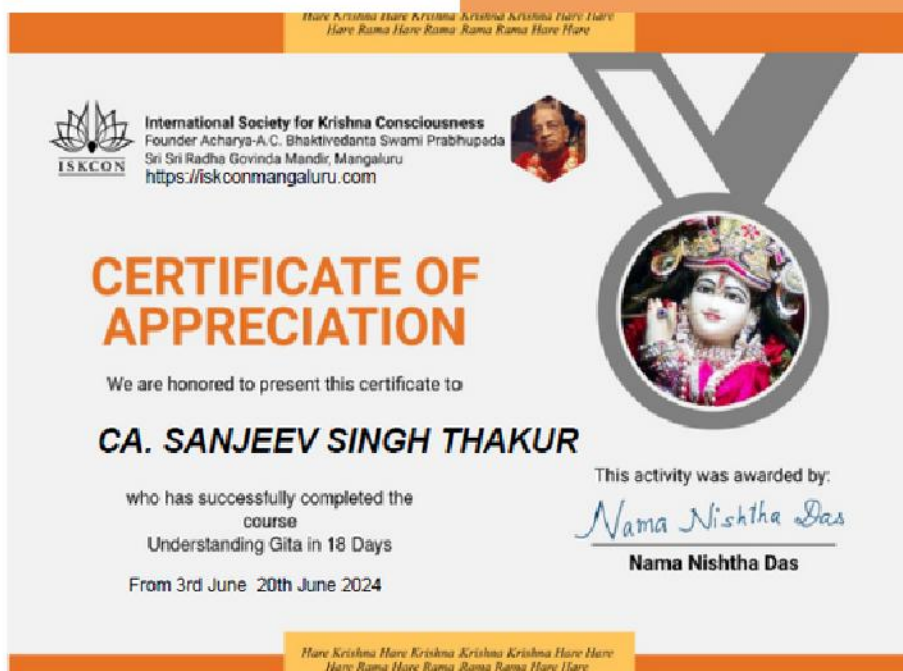 Hare Krishna Hare Krishna Krishna Krishna Hare Hare
Hare Rama Hare Rama Rama Rama Hare Hare
ISKCON
International Society for Krishna Consciousness
Founder Acharya-A.C. Bhaktivedanta Swami Prabhupada
Sri Sri Radha Govinda Mandir, Mangaluru
https://iskconmangaluru.com
CERTIFICATE OF
APPRECIATION
We are honored to present this certificate to
CA. SANJEEV SINGH THAKUR
who has successfully completed the
course
Understanding Gita in 18 Days
From 3rd June 20th June 2024
This activity was awarded by:
Nama Nishtha Das
Nama Nishtha Das
Hare Krishna Hare Krishna Krishna Krishna Hare Hare
Hare Rama Hare Rama Rama Rama Hare Hare